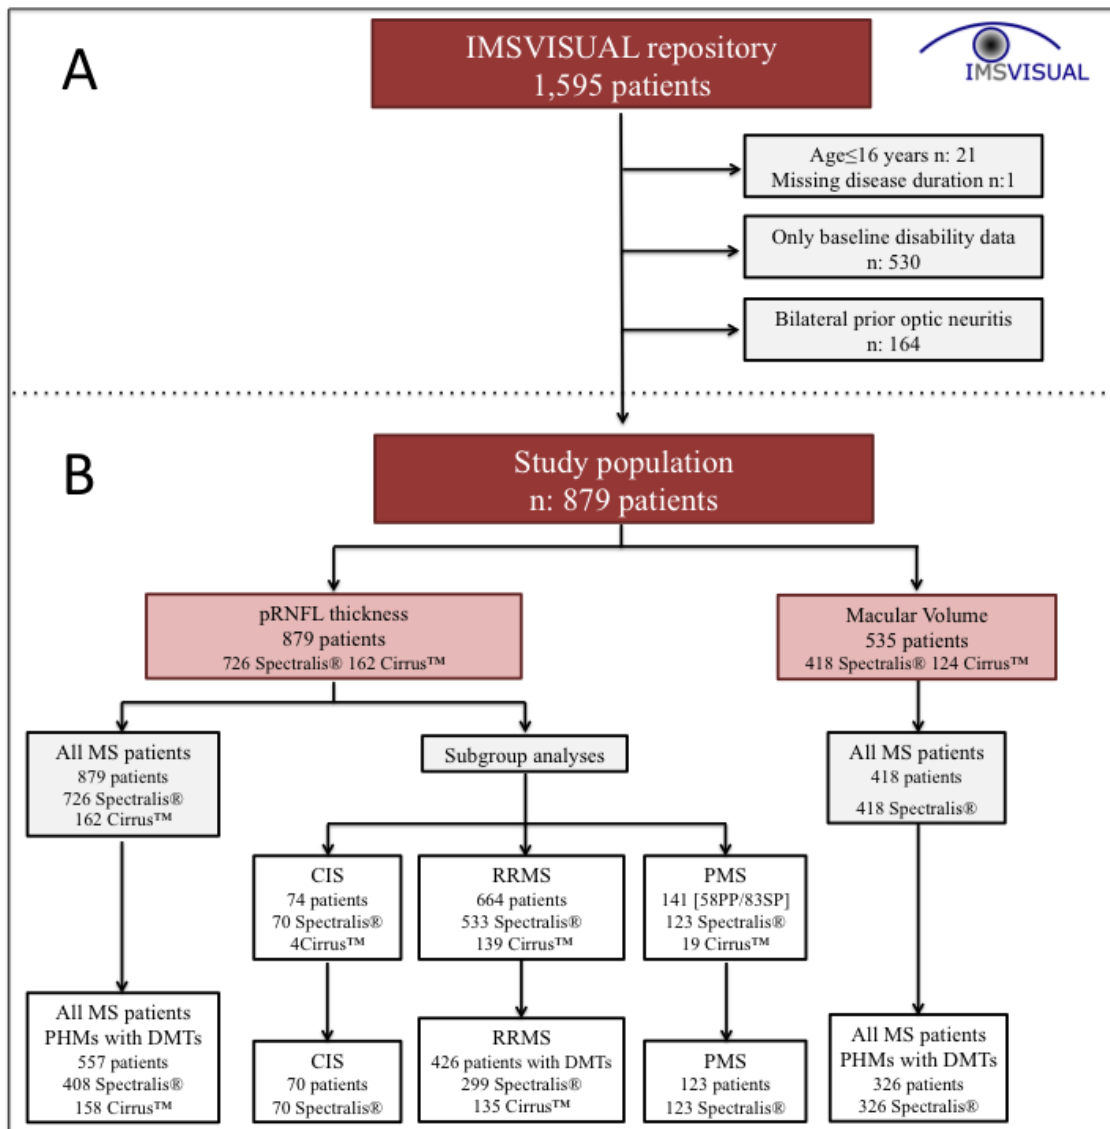 A
IMSVISUAL repository
1,595 patients
IMSVISUAL
Age≤16 years n: 21
Missing disease duration n:1
Only baseline disability data
n: 530
Bilateral prior optic neuritis
n: 164
B
Study population
n: 879 patients
pRNFL thickness
879 patients
726 Spectralis® 162 Cirrus™
Macular Volume
535 patients
418 Spectralis® 124 Cirrus™
All MS patients
879 patients
726 Spectralis®
162 Cirrus™
Subgroup analyses
All MS patients
418 patients
418 Spectralis®
CIS
74 patients
70 Spectralis®
4Cirrus™
RRMS
664 patients
533 Spectralis®
139 Cirrus™
PMS
141 [58PP/83SP]
123 Spectralis®
19 Cirrus™
All MS patients
PHMs with DMTs
557 patients
408 Spectralis®
158 Cirrus™
CIS
70 patients
70 Spectralis®
RRMS
426 patients with DMTs
299 Spectralis®
135 Cirrus™
PMS
123 patients
123 Spectralis®
All MS patients
PHMs with DMTs
326 patients
326 Spectralis®